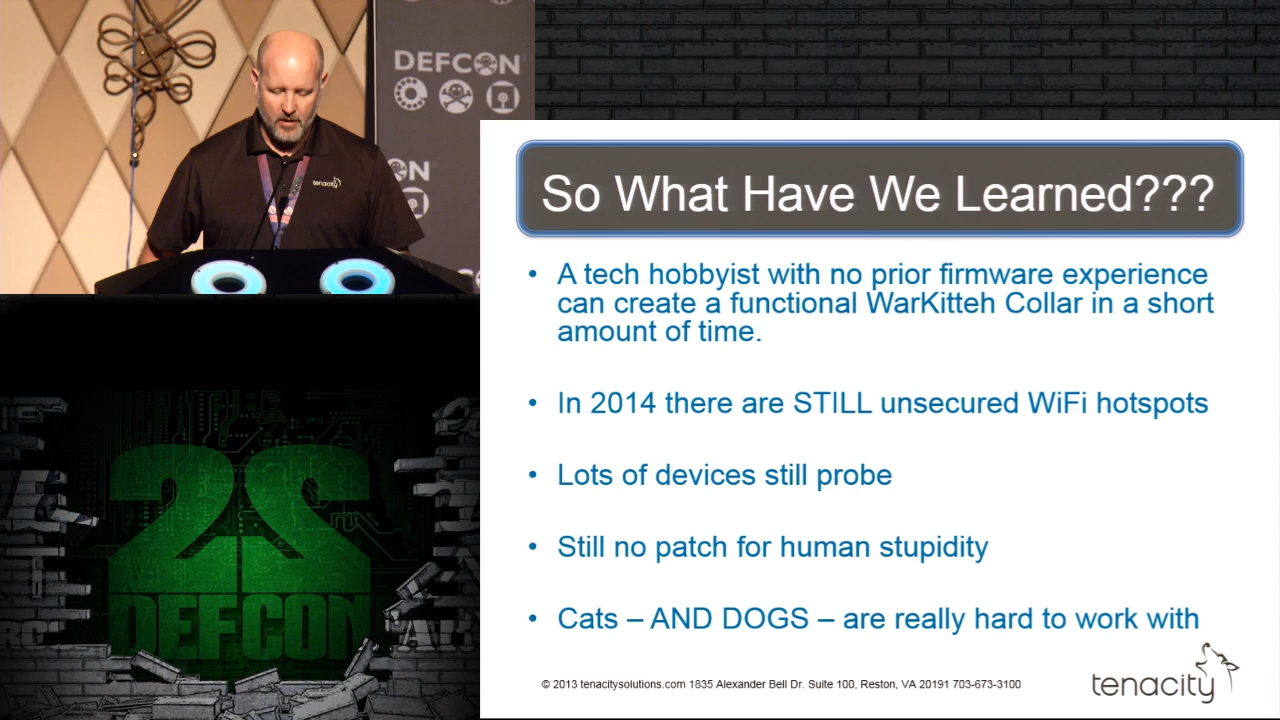 DEFCON
tenacity
So What Have We Learned???
• A tech hobbyist with no prior firmware experience
can create a functional WarKitteh Collar in a short
amount of time.
• In 2014 there are STILL unsecured WiFi hotspots
• Lots of devices still probe
• Still no patch for human stupidity
• Cats – AND DOGS – are really hard to work with
© 2013 tenacitysolutions.com 1835 Alexander Bell Dr. Suite 100, Reston, VA 20191 703-673-3100
tenacity
22
DEFCON